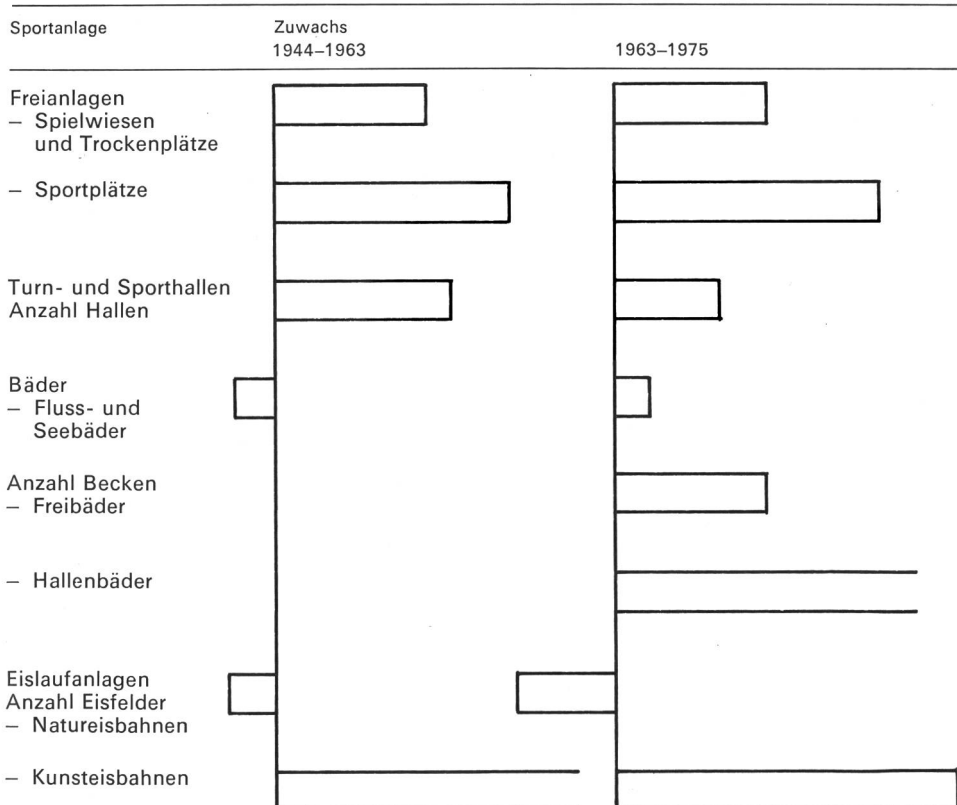 Sportanlage Zuwachs
1944–1963 1963–1975
Freianlagen
– Spielwiesen
und Trockenplätze
– Sportplätze
Turn- und Sporthallen
Anzahl Hallen
Bäder
– Fluss- und
Seebäder
Anzahl Becken
– Freibäder
– Hallenbäder
Eislaufanlagen
Anzahl Eisfelder
– Natureisbahnen
– Kunsteisbahnen